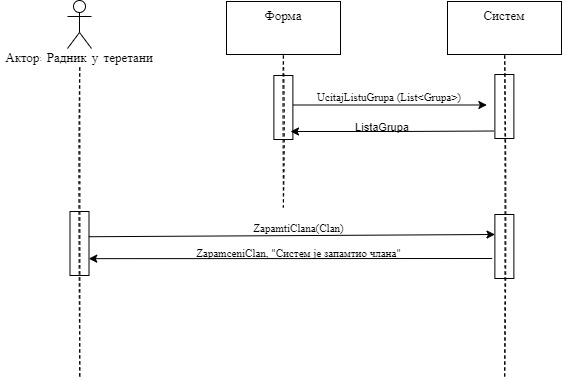 Форма
Систем
Актор: Радник у теретани
UcitajListuGrupa (List<Grupa>)
ListaGrupa
ZapamtiClana(Clan)
ZapamceniClan, "Систем је запамтио члана"